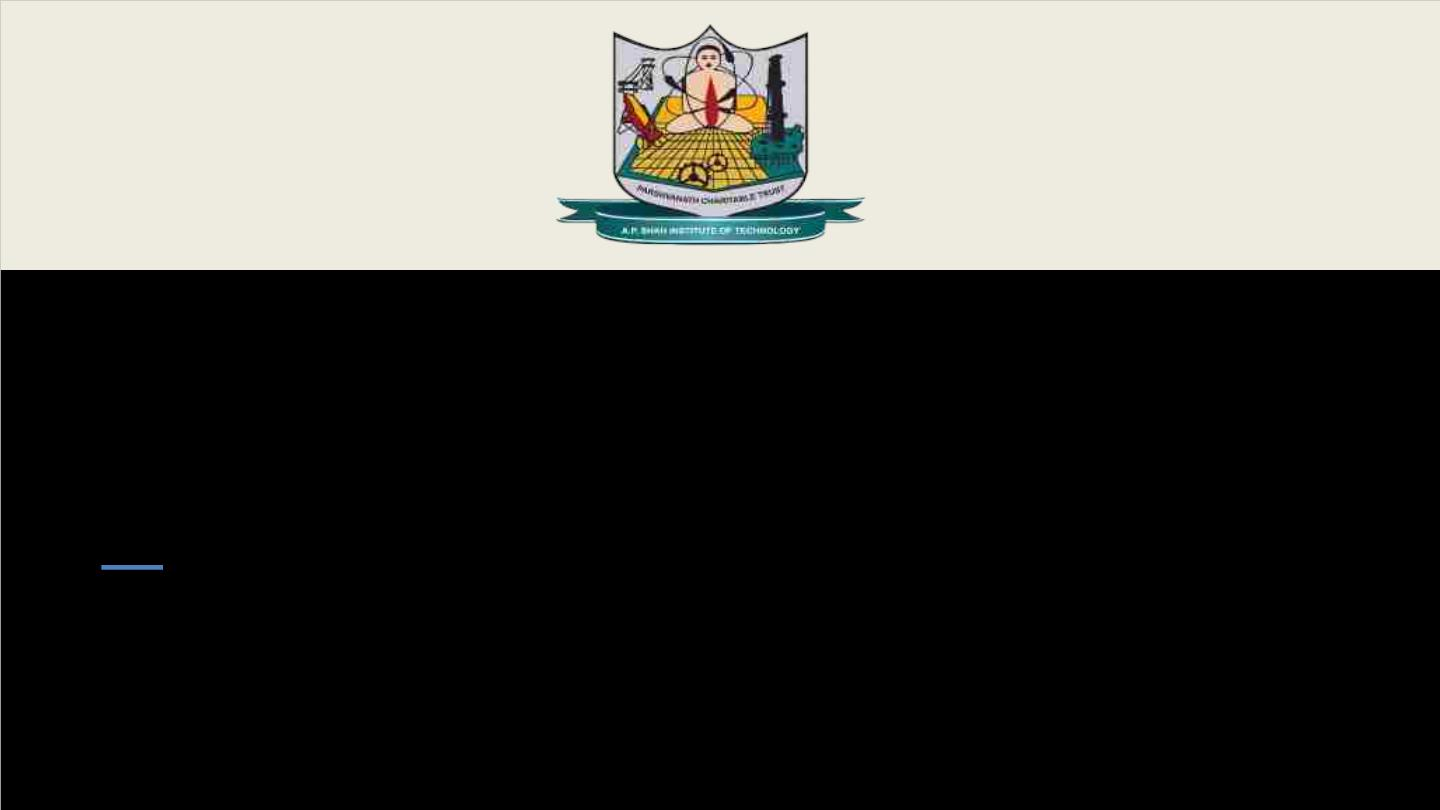 PARSHVANATH CHARITABLE TRUST
A.P. SHAH INSTITUTE OF TECHNOLOGY